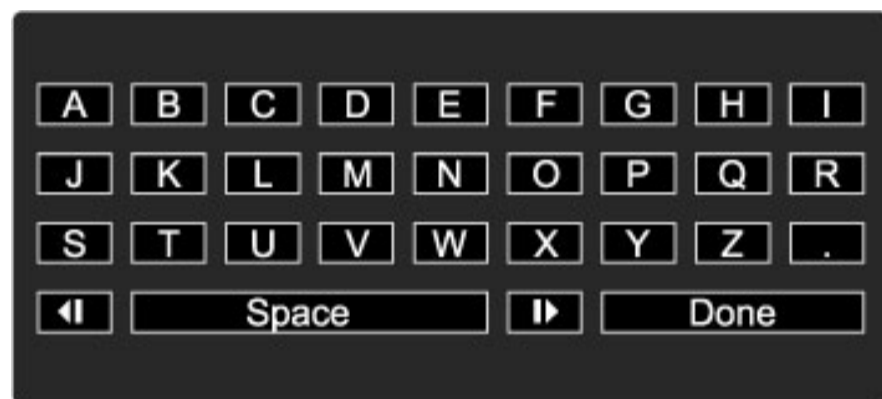 A B C D E F G H I
J K L M N O P Q R
S T U V W X Y Z .
Space Done